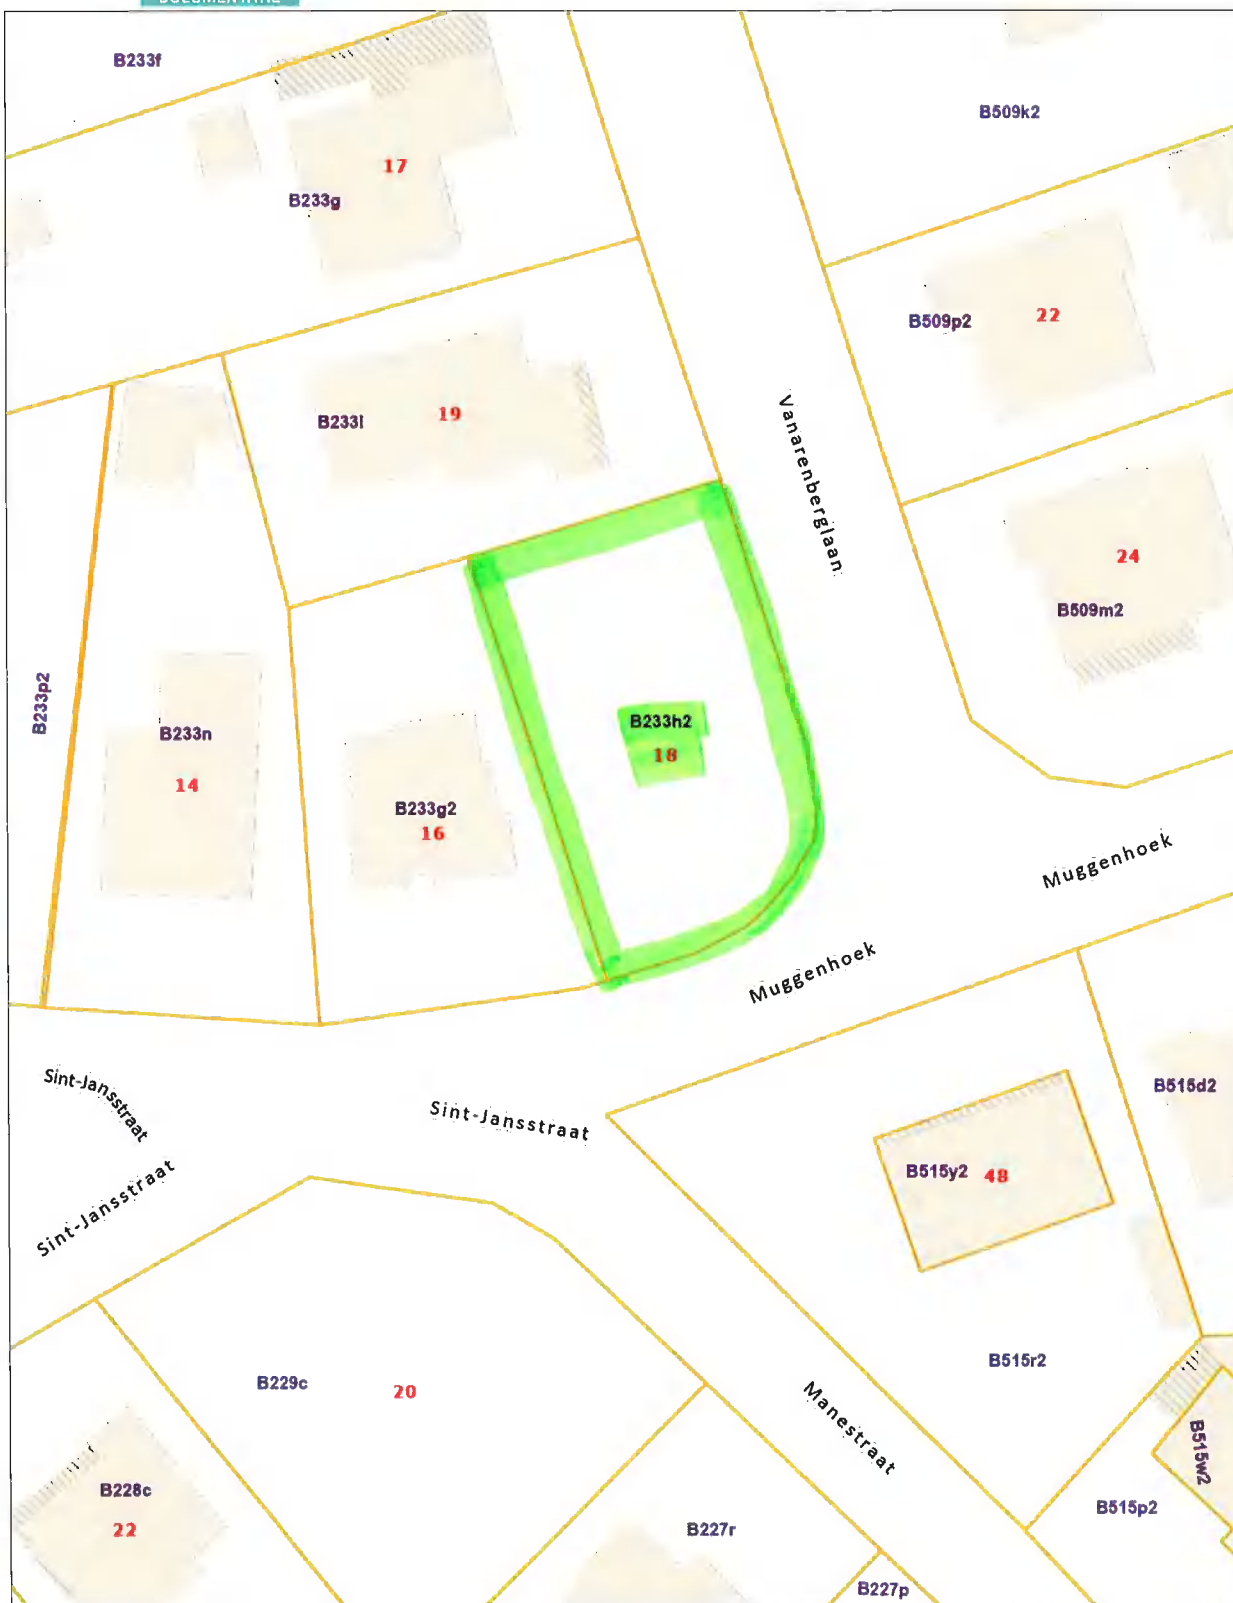 B233f
B509k2
17
B233g
B509p2
22
B233l
19
Vanarenberglaan
24
B509m2
B233p2
B233n
14
B233h2
18
B233g2
16
Muggenhoek
Muggenhoek
Sint-Jansstraat
Sint-Jansstraat
Sint-Jansstraat
B515d2
B515y2
48
B229c
20
B515r2
Manestraat
B515w2
B228c
22
B227r
B515p2
B227p